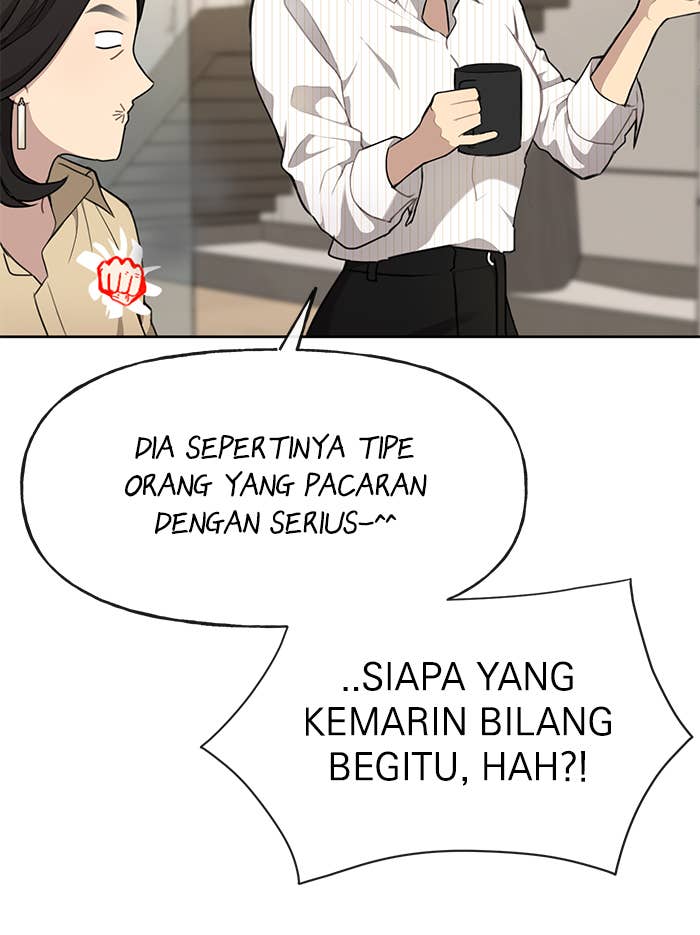 DIA SEPERTINYA TIPE
ORANG YANG PACARAN
DENGAN SERIUS~^^
..SIAPA YANG
KEMARIN BILANG
BEGITU, HAH?!